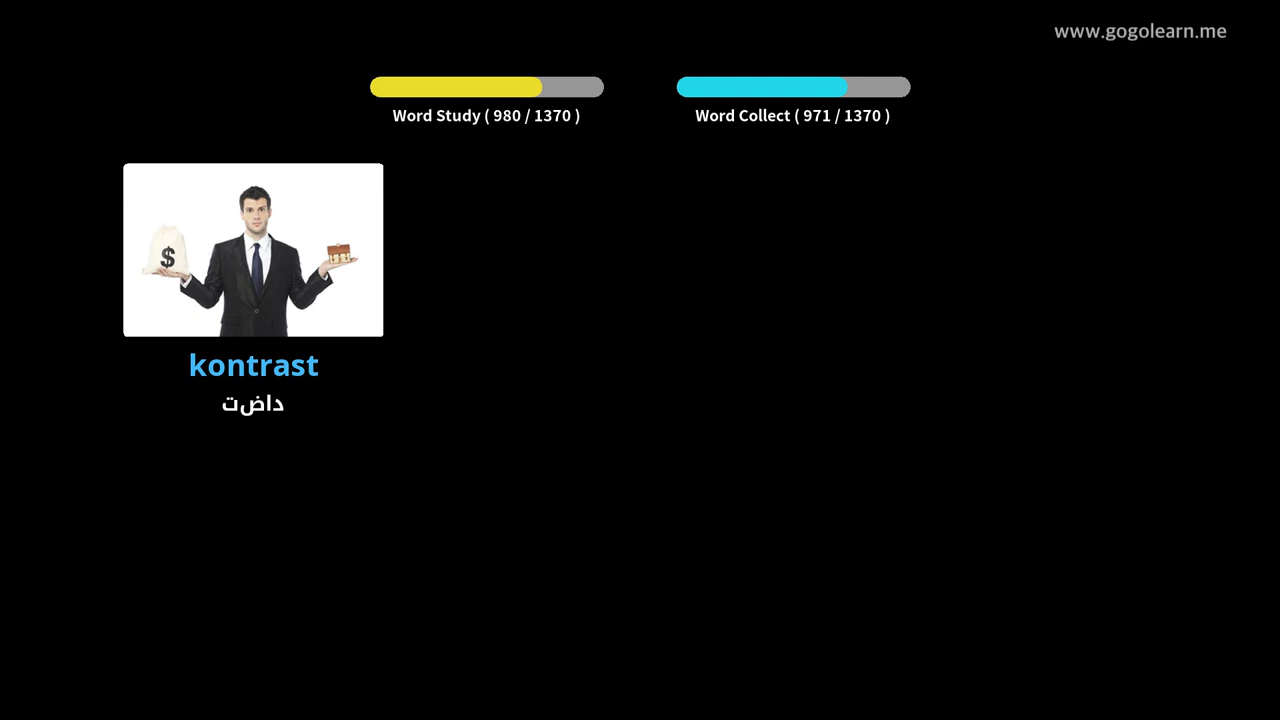 www.gogolearn.me
Word Study ( 980 / 1370 )
Word Collect ( 971 / 1370 )
$
kontrast
داضت